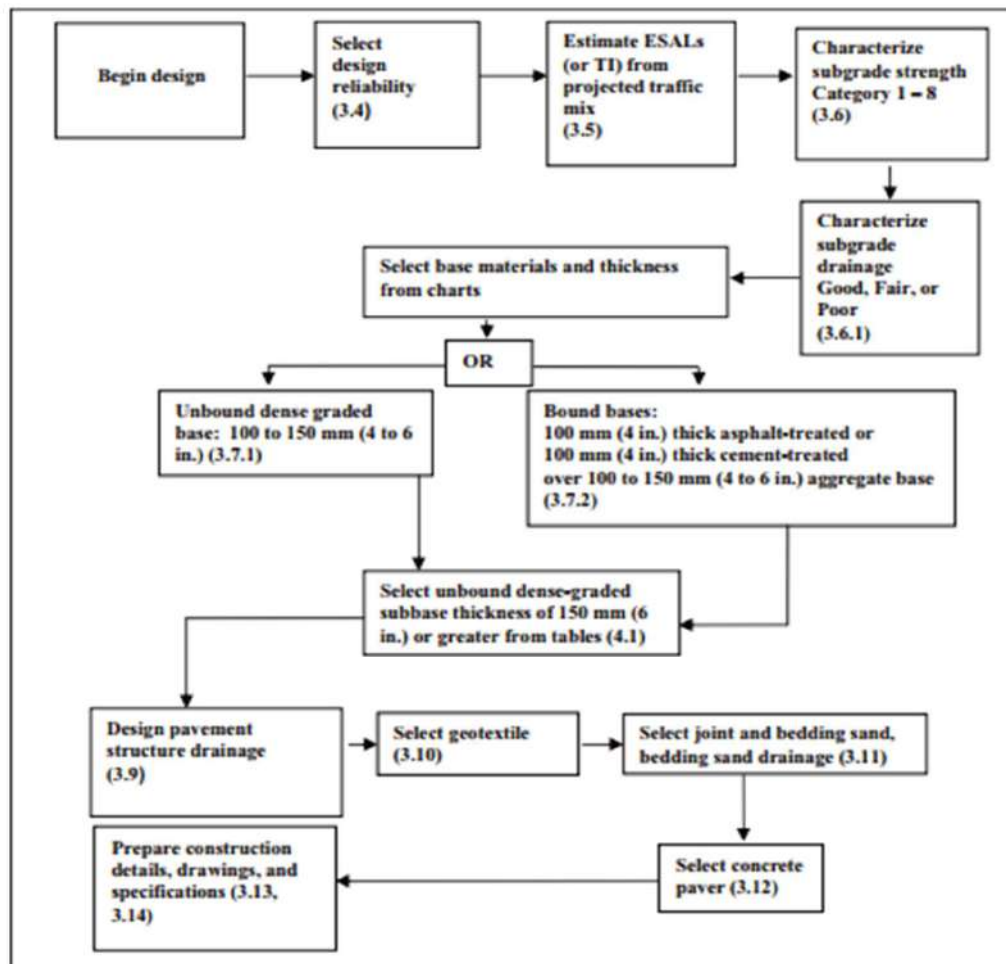 Begin design
Select
design
reliability
(3.4)
Estimate ESALs
(or TI) from
projected traffic
mix
(3.5)
Characterize
subgrade strength
Category 1 – 8
(3.6)
Characterize
subgrade
drainage
Good, Fair, or
Poor
(3.6.1)
Select base materials and thickness
from charts
OR
Unbound dense graded
base: 100 to 150 mm (4 to 6
in.) (3.7.1)
Bound bases:
100 mm (4 in.) thick asphalt-treated or
100 mm (4 in.) thick cement-treated
over 100 to 150 mm (4 to 6 in.) aggregate base
(3.7.2)
Select unbound dense-graded
subbase thickness of 150 mm (6
in.) or greater from tables (4.1)
Design pavement
structure drainage
(3.9)
Select geotextile
(3.10)
Select joint and bedding sand,
bedding sand drainage (3.11)
Select concrete
paver (3.12)
Prepare construction
details, drawings, and
specifications (3.13,
3.14)